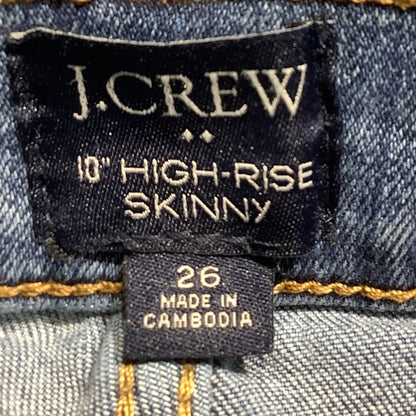 J.CREW
10" HIGH-RISE
SKINNY
26
MADE IN
CAMBODIA